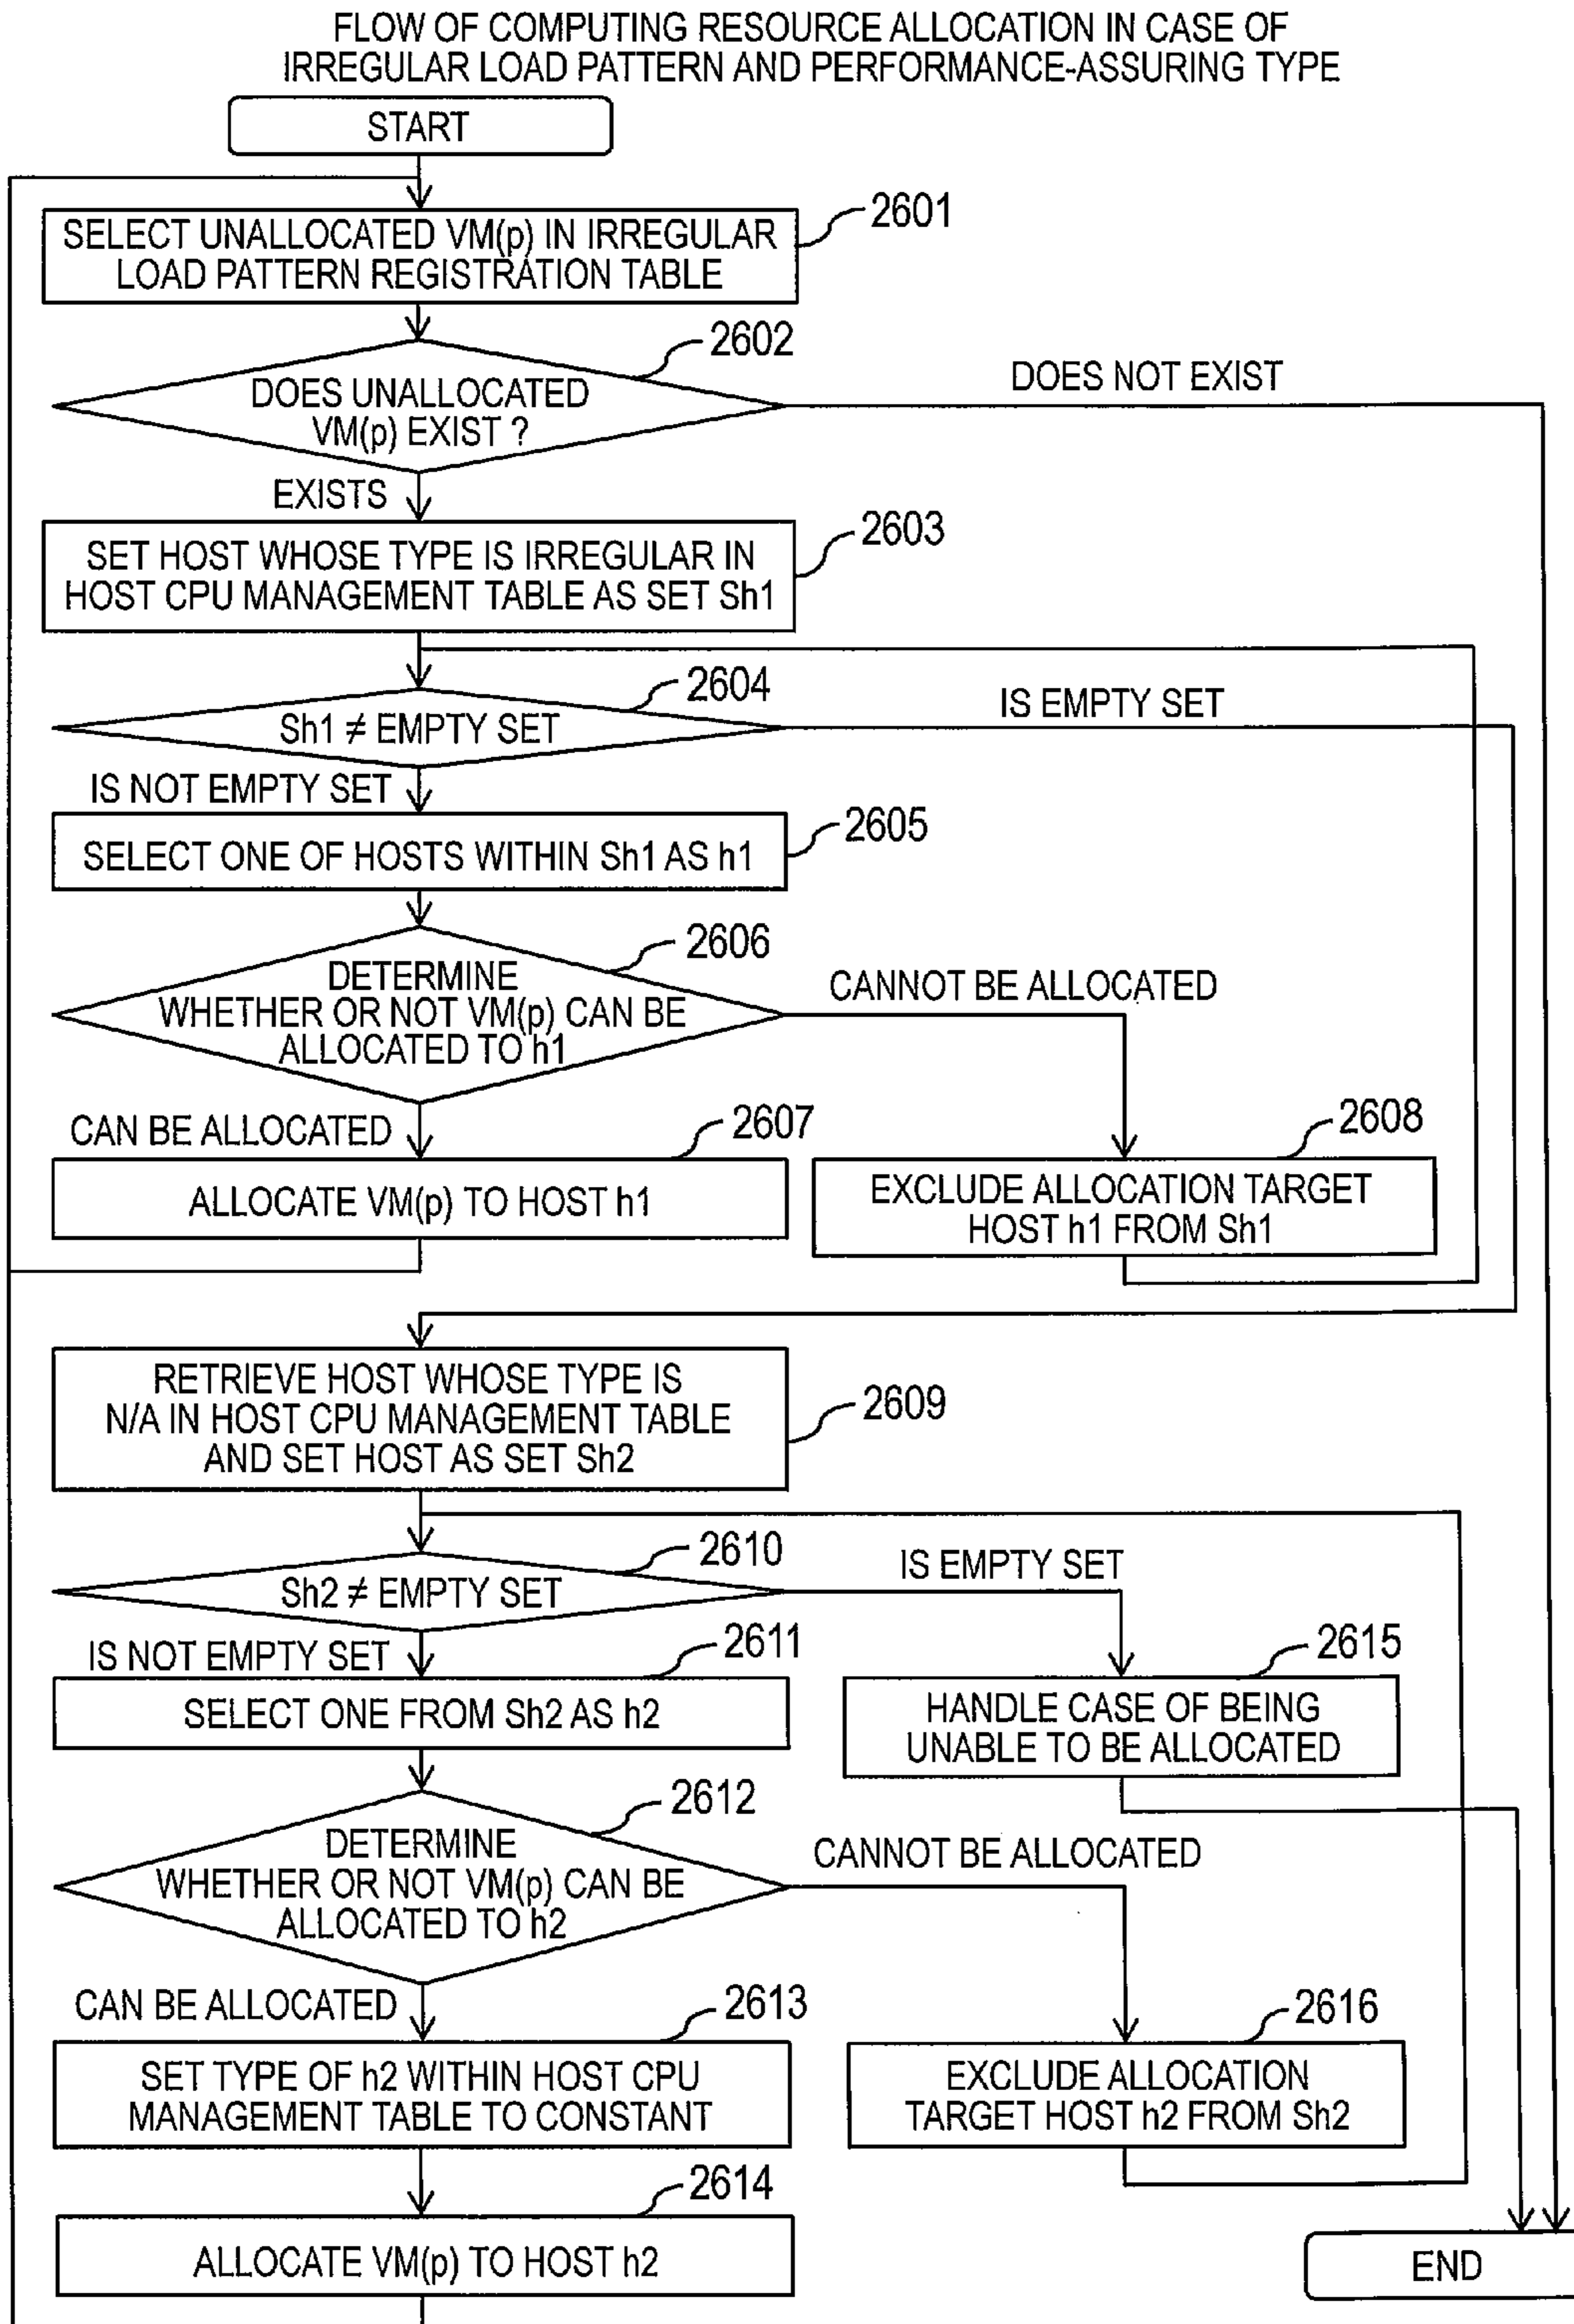 FLOW OF COMPUTING RESOURCE ALLOCATION IN CASE OF
IRREGULAR LOAD PATTERN AND PERFORMANCE-ASSURING TYPE
START
2601
SELECT UNALLOCATED VM(p) IN IRREGULAR
LOAD PATTERN REGISTRATION TABLE
2602
DOES UNALLOCATED
VM(p) EXIST ?
DOES NOT EXIST
EXISTS
2603
SET HOST WHOSE TYPE IS IRREGULAR IN
HOST CPU MANAGEMENT TABLE AS SET Sh1
2604
Sh1 ≠ EMPTY SET
IS EMPTY SET
IS NOT EMPTY SET
2605
SELECT ONE OF HOSTS WITHIN Sh1 AS h1
2606
DETERMINE
WHETHER OR NOT VM(p) CAN BE
ALLOCATED TO h1
CANNOT BE ALLOCATED
CAN BE ALLOCATED
2607
ALLOCATE VM(p) TO HOST h1
2608
EXCLUDE ALLOCATION TARGET
HOST h1 FROM Sh1
2609
RETRIEVE HOST WHOSE TYPE IS
N/A IN HOST CPU MANAGEMENT TABLE
AND SET HOST AS SET Sh2
2610
Sh2 ≠ EMPTY SET
IS EMPTY SET
IS NOT EMPTY SET
2611
SELECT ONE FROM Sh2 AS h2
2615
HANDLE CASE OF BEING
UNABLE TO BE ALLOCATED
2612
DETERMINE
WHETHER OR NOT VM(p) CAN BE
ALLOCATED TO h2
CANNOT BE ALLOCATED
CAN BE ALLOCATED
2613
SET TYPE OF h2 WITHIN HOST CPU
MANAGEMENT TABLE TO CONSTANT
2616
EXCLUDE ALLOCATION
TARGET HOST h2 FROM Sh2
2614
ALLOCATE VM(p) TO HOST h2
END